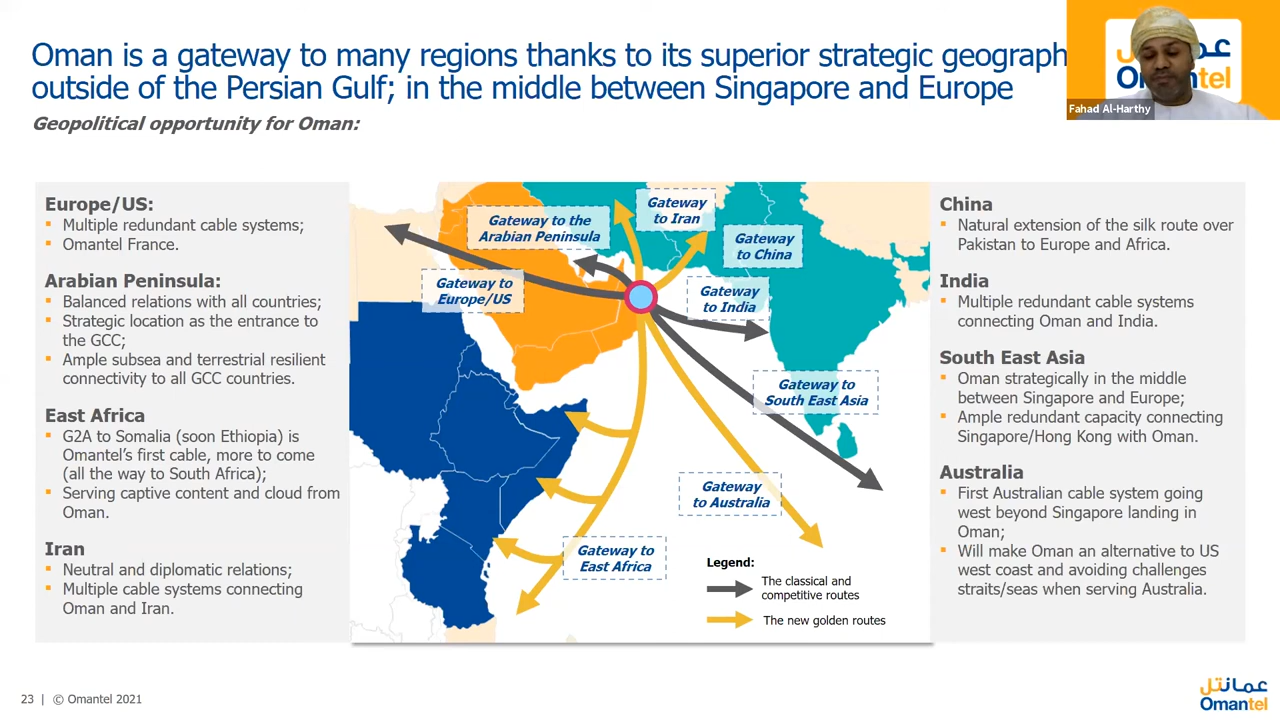 Oman is a gateway to many regions thanks to its superior strategic geograph
outside of the Persian Gulf; in the middle between Singapore and Europe
Geopolitical opportunity for Oman:
عمانتل
Omantel
Fahad Al-Harthy
Europe/US:
▪ Multiple redundant cable systems;
▪ Omantel France.
Arabian Peninsula:
▪ Balanced relations with all countries;
▪ Strategic location as the entrance to
the GCC;
▪ Ample subsea and terrestrial resilient
connectivity to all GCC countries.
East Africa
▪ G2A to Somalia (soon Ethiopia) is
Omantel's first cable, more to come
(all the way to South Africa);
▪ Serving captive content and cloud from
Oman.
Iran
▪ Neutral and diplomatic relations;
▪ Multiple cable systems connecting
Oman and Iran.
Gateway to the
Arabian Peninsula
Gateway
to Iran
Gateway
to China
Gateway to
Europe/US
Gateway
to India
Gateway to
South East Asia
Gateway
to Australia
Gateway to
East Africa
Legend:
The classical and
competitive routes
The new golden routes
China
▪ Natural extension of the silk route over
Pakistan to Europe and Africa.
India
▪ Multiple redundant cable systems
connecting Oman and India.
South East Asia
▪ Oman strategically in the middle
between Singapore and Europe;
▪ Ample redundant capacity connecting
Singapore/Hong Kong with Oman.
Australia
▪ First Australian cable system going
west beyond Singapore landing in
Oman;
▪ Will make Oman an alternative to US
west coast and avoiding challenges
straits/seas when serving Australia.
23 | © Omantel 2021
عمانتل
Omantel